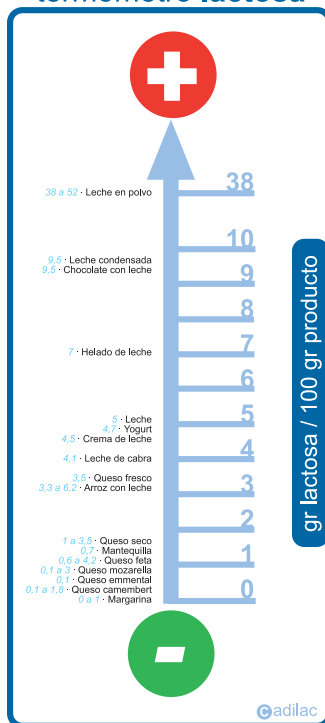 termómetro lactosa
38
38 a 52 · Leche en polvo
10
9,5 · Leche condensada
9,5 · Chocolate con leche
9
8
7
7 · Helado de leche
6
5
5 · Leche
4,7 · Yogurt
4,5 · Crema de leche
4
4,1 · Leche de cabra
3,5 · Queso fresco
3,3 a 6,2 · Arroz con leche
3
2
1 a 3,5 · Queso seco
0,7 · Mantequilla
0,6 a 4,2 · Queso feta
1
0,1 a 3 · Queso mozarella
0,1 · Queso emmental
0,1 a 1,8 · Queso camembert
0
0 a 1 · Margarina
gr lactosa / 100 gr producto
adilac